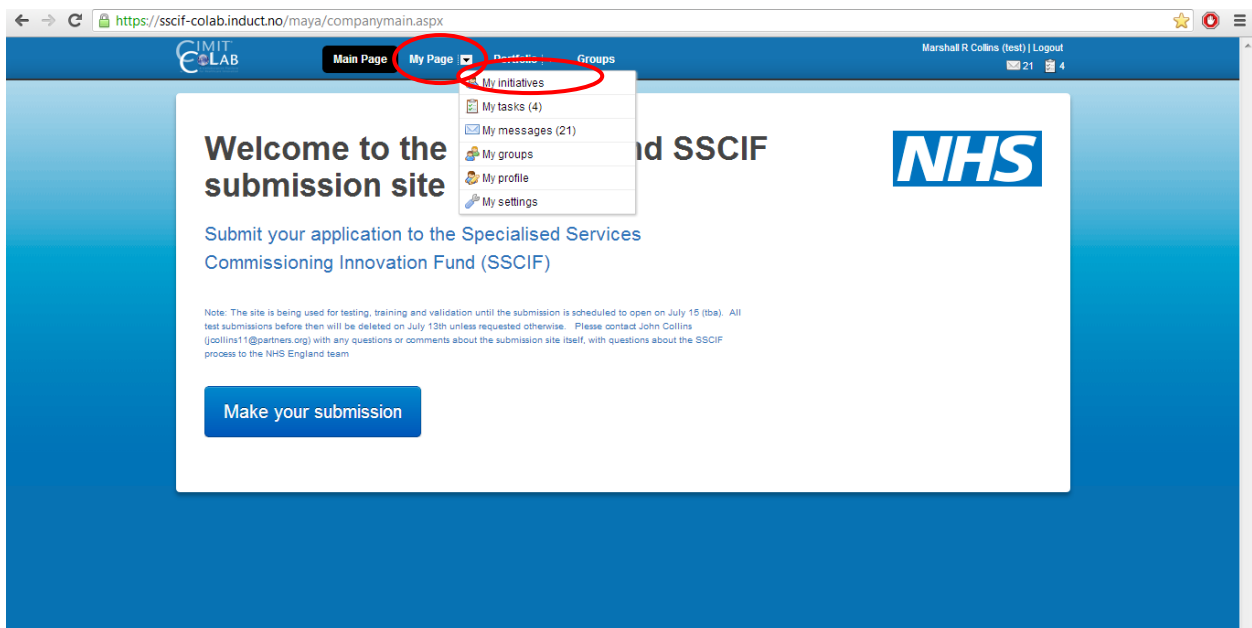 https://sscif-colab.induct.no/maya/companymain.aspx
CIMIT
COLAB
Main Page My Page Portfolio Groups
Marshall R Collins (test) | Logout
21 4
My initiatives
My tasks (4)
My messages (21)
My groups
My profile
My settings
Welcome to the nd SSCIF
submission site
NHS
Submit your application to the Specialised Services
Commissioning Innovation Fund (SSCIF)
Note: The site is being used for testing, training and validation until the submission is scheduled to open on July 15 (tba). All
test submissions before then will be deleted on July 13th unless requested otherwise. Please contact John Collins
(jcollins11@partners.org) with any questions or comments about the submission site itself, with questions about the SSCIF
process to the NHS England team
Make your submission